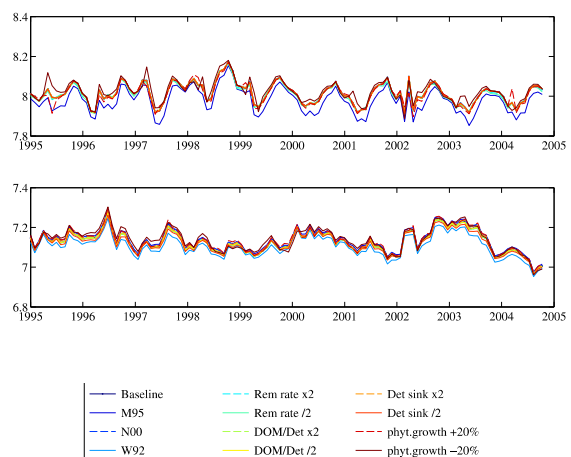 8.4
8.2
8
7.8
1995 1996 1997 1998 1999 2000 2001 2002 2003 2004 2005
7.4
7.2
7
6.8
1995 1996 1997 1998 1999 2000 2001 2002 2003 2004 2005
Baseline Rem rate x2 Det sink x2
M95 Rem rate /2 Det sink /2
N00 DOM/Det x2 phyt.growth +20%
W92 DOM/Det /2 phyt.growth −20%